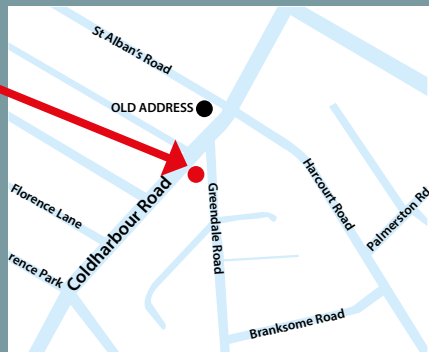 St Alban's Road
OLD ADDRESS
Harcourt Road
Palmerston Rd
Greendale Road
Coldharbour Road
Florence Lane
rence Park
Branksome Road